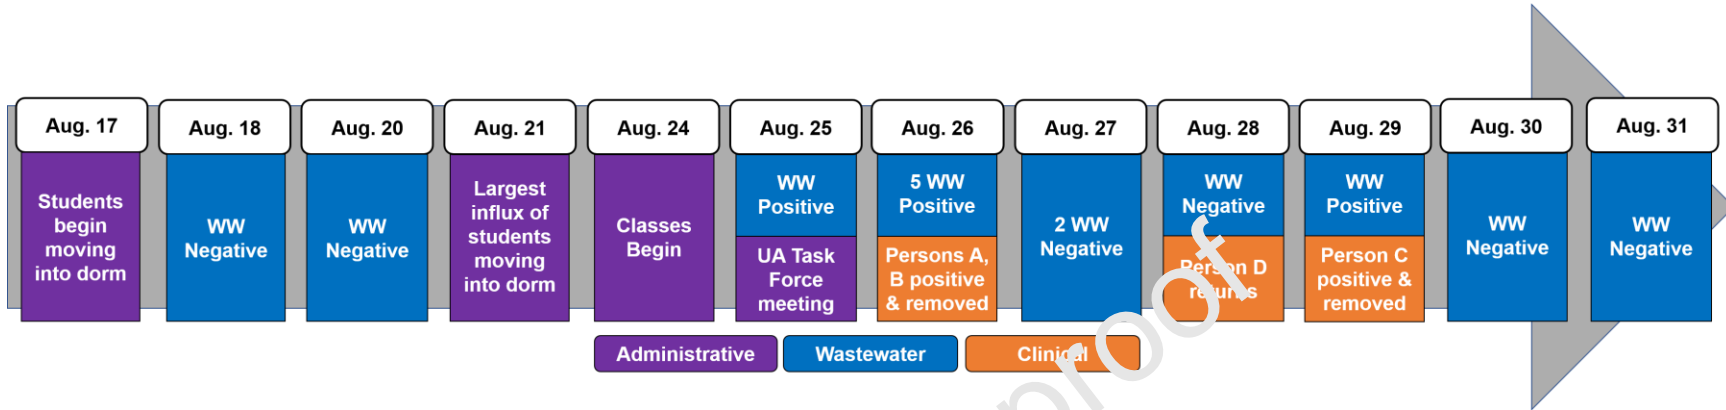 Aug. 17
Students
begin
moving
into dorm
Aug. 18
WW
Negative
Aug. 20
WW
Negative
Aug. 21
Largest
influx of
students
moving
into dorm
Aug. 24
Classes
Begin
Aug. 25
WW
Positive
UA Task
Force
meeting
Aug. 26
5 WW
Positive
Persons A,
B positive
& removed
Aug. 27
2 WW
Negative
Aug. 28
WW
Negative
Person D
returns
Aug. 29
WW
Positive
Person C
positive &
removed
Aug. 30
WW
Negative
Aug. 31
WW
Negative
Administrative
Wastewater
Clinical
proof